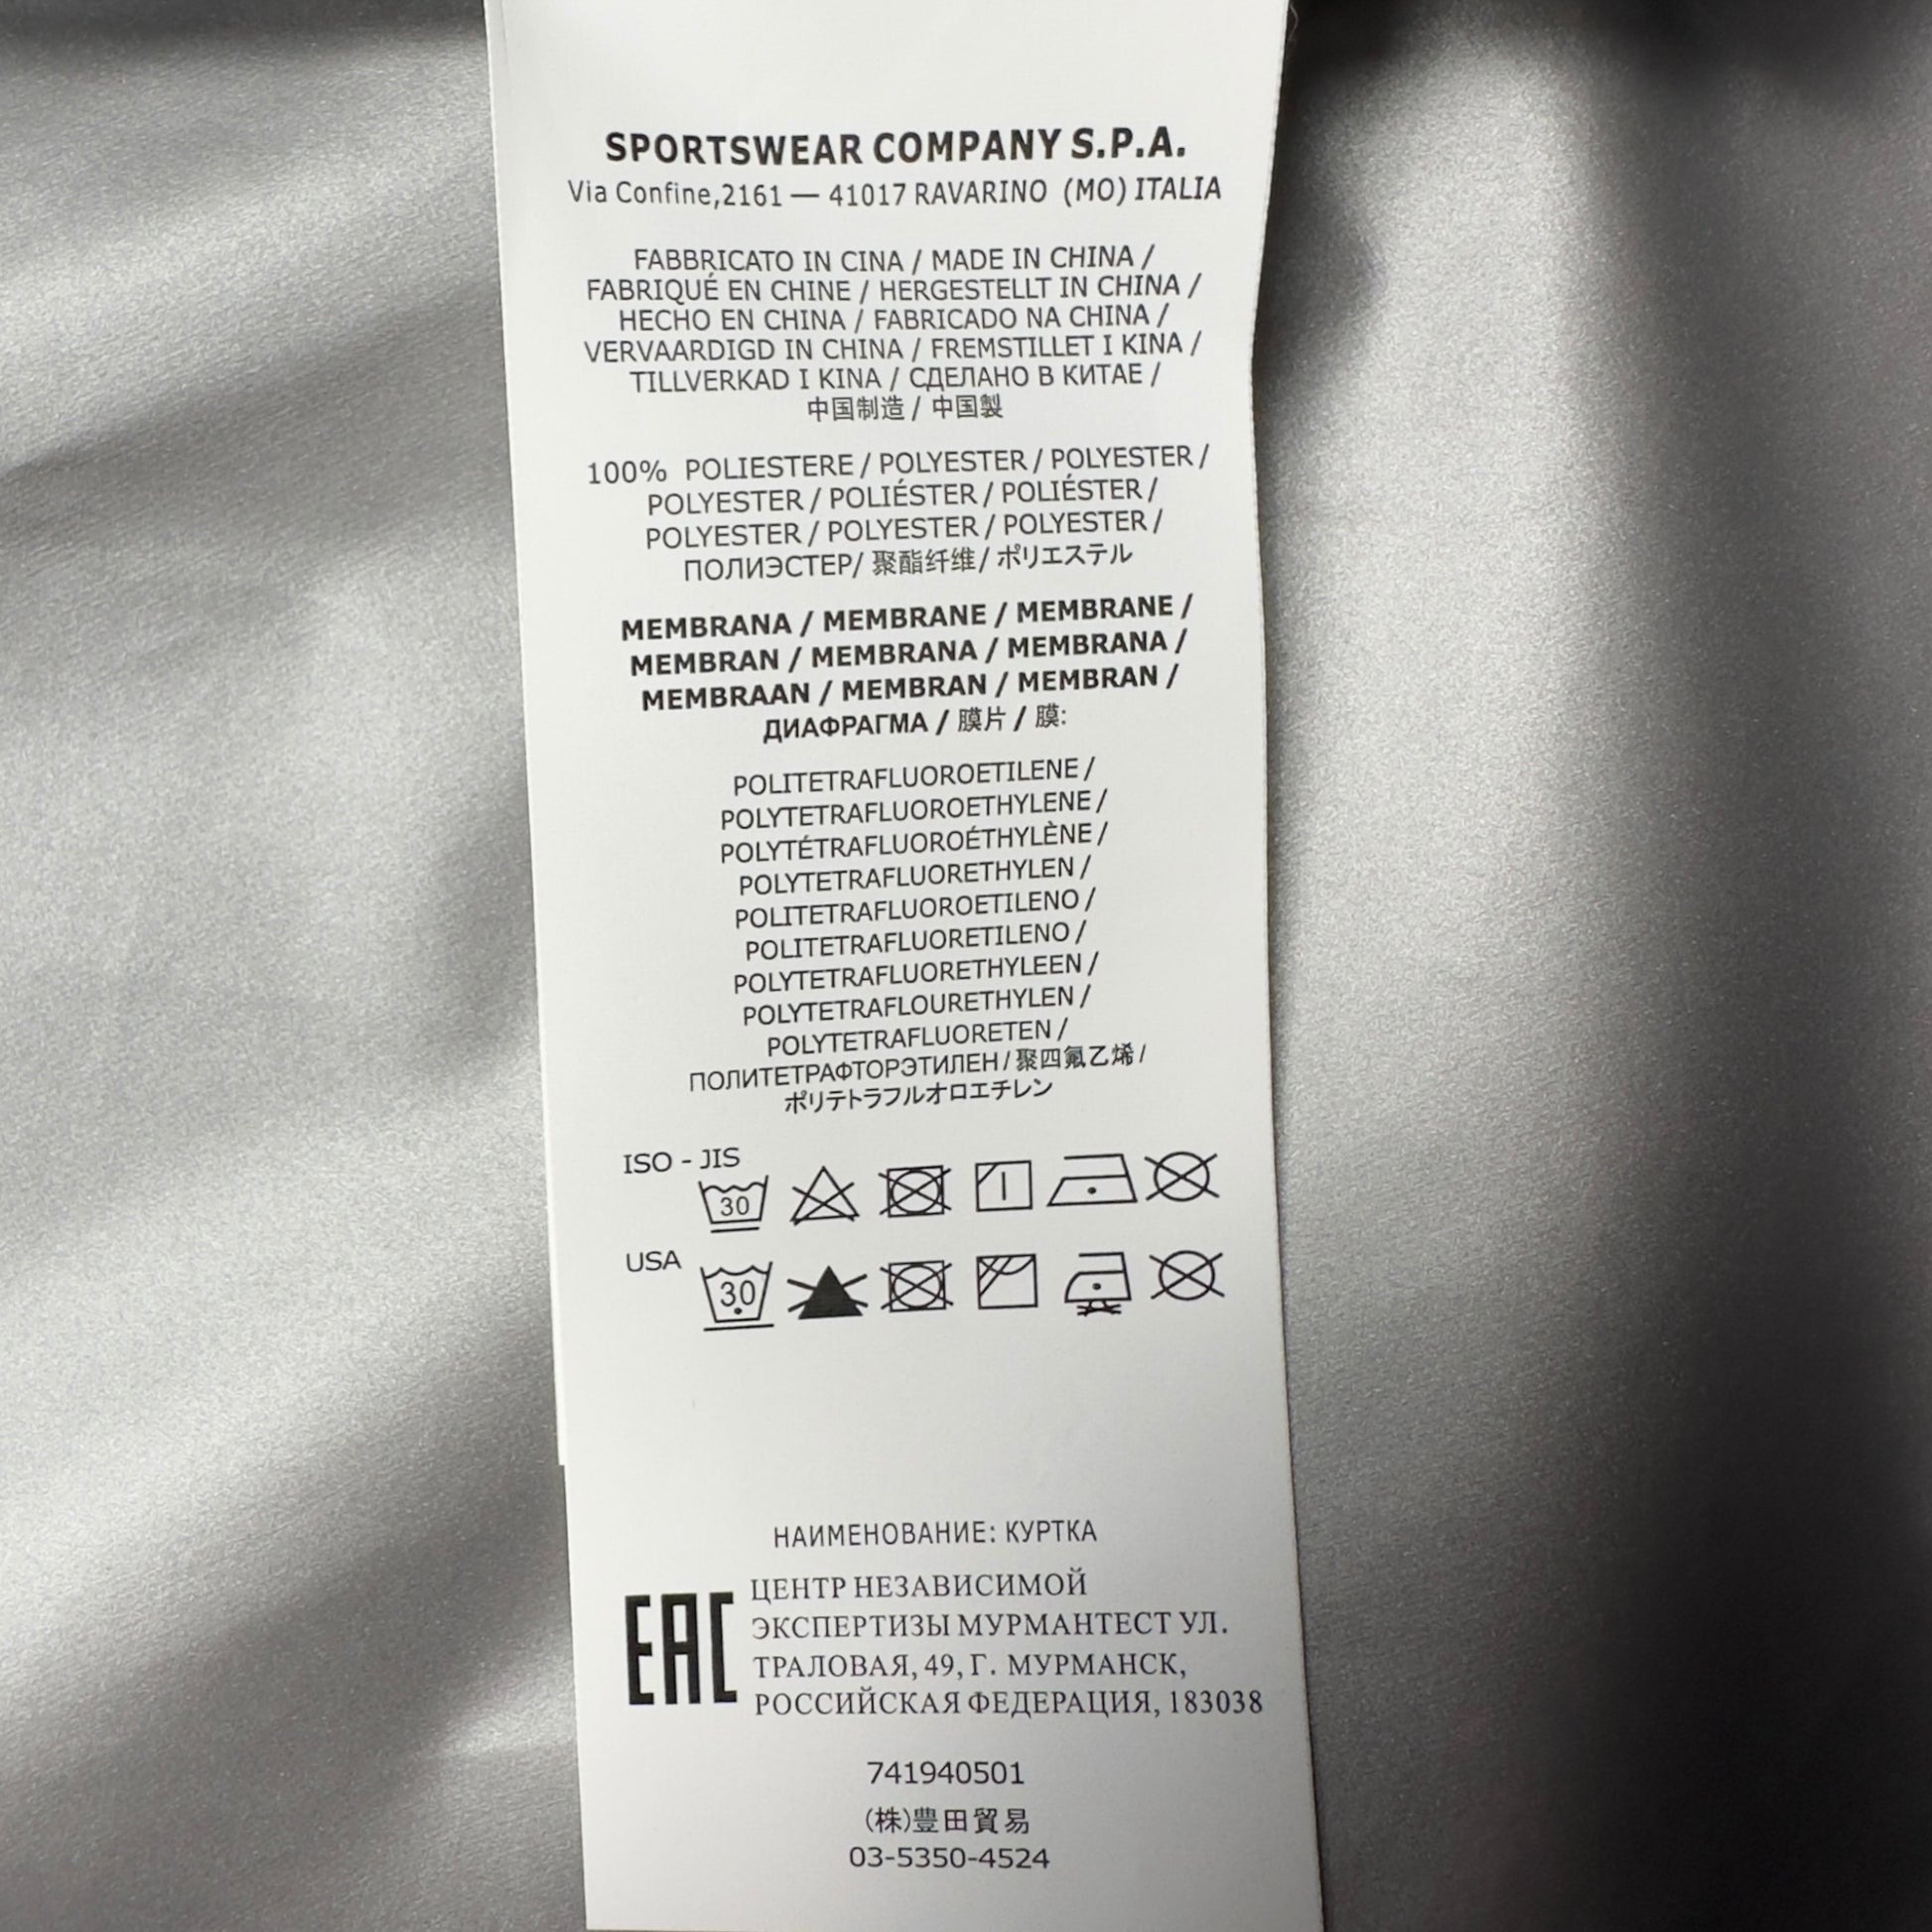 SPORTSWEAR COMPANY S.P.A.
Via Confine,2161 — 41017 RAVARINO (MO) ITALIA
FABBRICATO IN CINA / MADE IN CHINA /
FABRIQUÉ EN CHINE / HERGESTELLT IN CHINA /
HECHO EN CHINA / FABRICADO NA CHINA /
VERVAARDIGD IN CHINA / FREMSTILLET I KINA /
TILLVERKAD I KINA / СДЕЛАНО В КИТАЕ /
中国制造 / 中国製
100% POLIESTERE / POLYESTER / POLYESTER /
POLYESTER / POLIÉSTER / POLIÉSTER /
POLYESTER / POLYESTER / POLYESTER /
ПОЛИЭСТЕР/ 聚酯纤维/ ポリエステル
MEMBRANA / MEMBRANE / MEMBRANE /
MEMBRAN / MEMBRANA / MEMBRANA /
MEMBRAAN / MEMBRAN / MEMBRAN /
ДИАФРАГМА / 膜片 / 膜:
POLITETRAFLUOROETILENE /
POLYTETRAFLUOROETHYLENE /
POLYTÉTRAFLUOROÉTHYLÈNE /
POLYTETRAFLUORETHYLEN /
POLITETRAFLUOROETILENO /
POLITETRAFLUORETILENO /
POLYTETRAFLUORETHYLEEN /
POLYTETRAFLOURETHYLEN /
POLYTETRAFLUORETEN /
ПОЛИТЕТРАФТОРЭТИЛЕН / 聚四氟乙烯 /
ポリテトラフルオロエチレン
ISO - JIS
30
USA
30
НАИМЕНОВАНИЕ: КУРТКА
EAC
ЦЕНТР НЕЗАВИСИМОЙ
ЭКСПЕРТИЗЫ МУРМАНТЕСТ УЛ.
ТРАЛОВАЯ, 49, Г. МУРМАНСК,
РОССИЙСКАЯ ФЕДЕРАЦИЯ, 183038
741940501
(株)豊田貿易
03-5350-4524